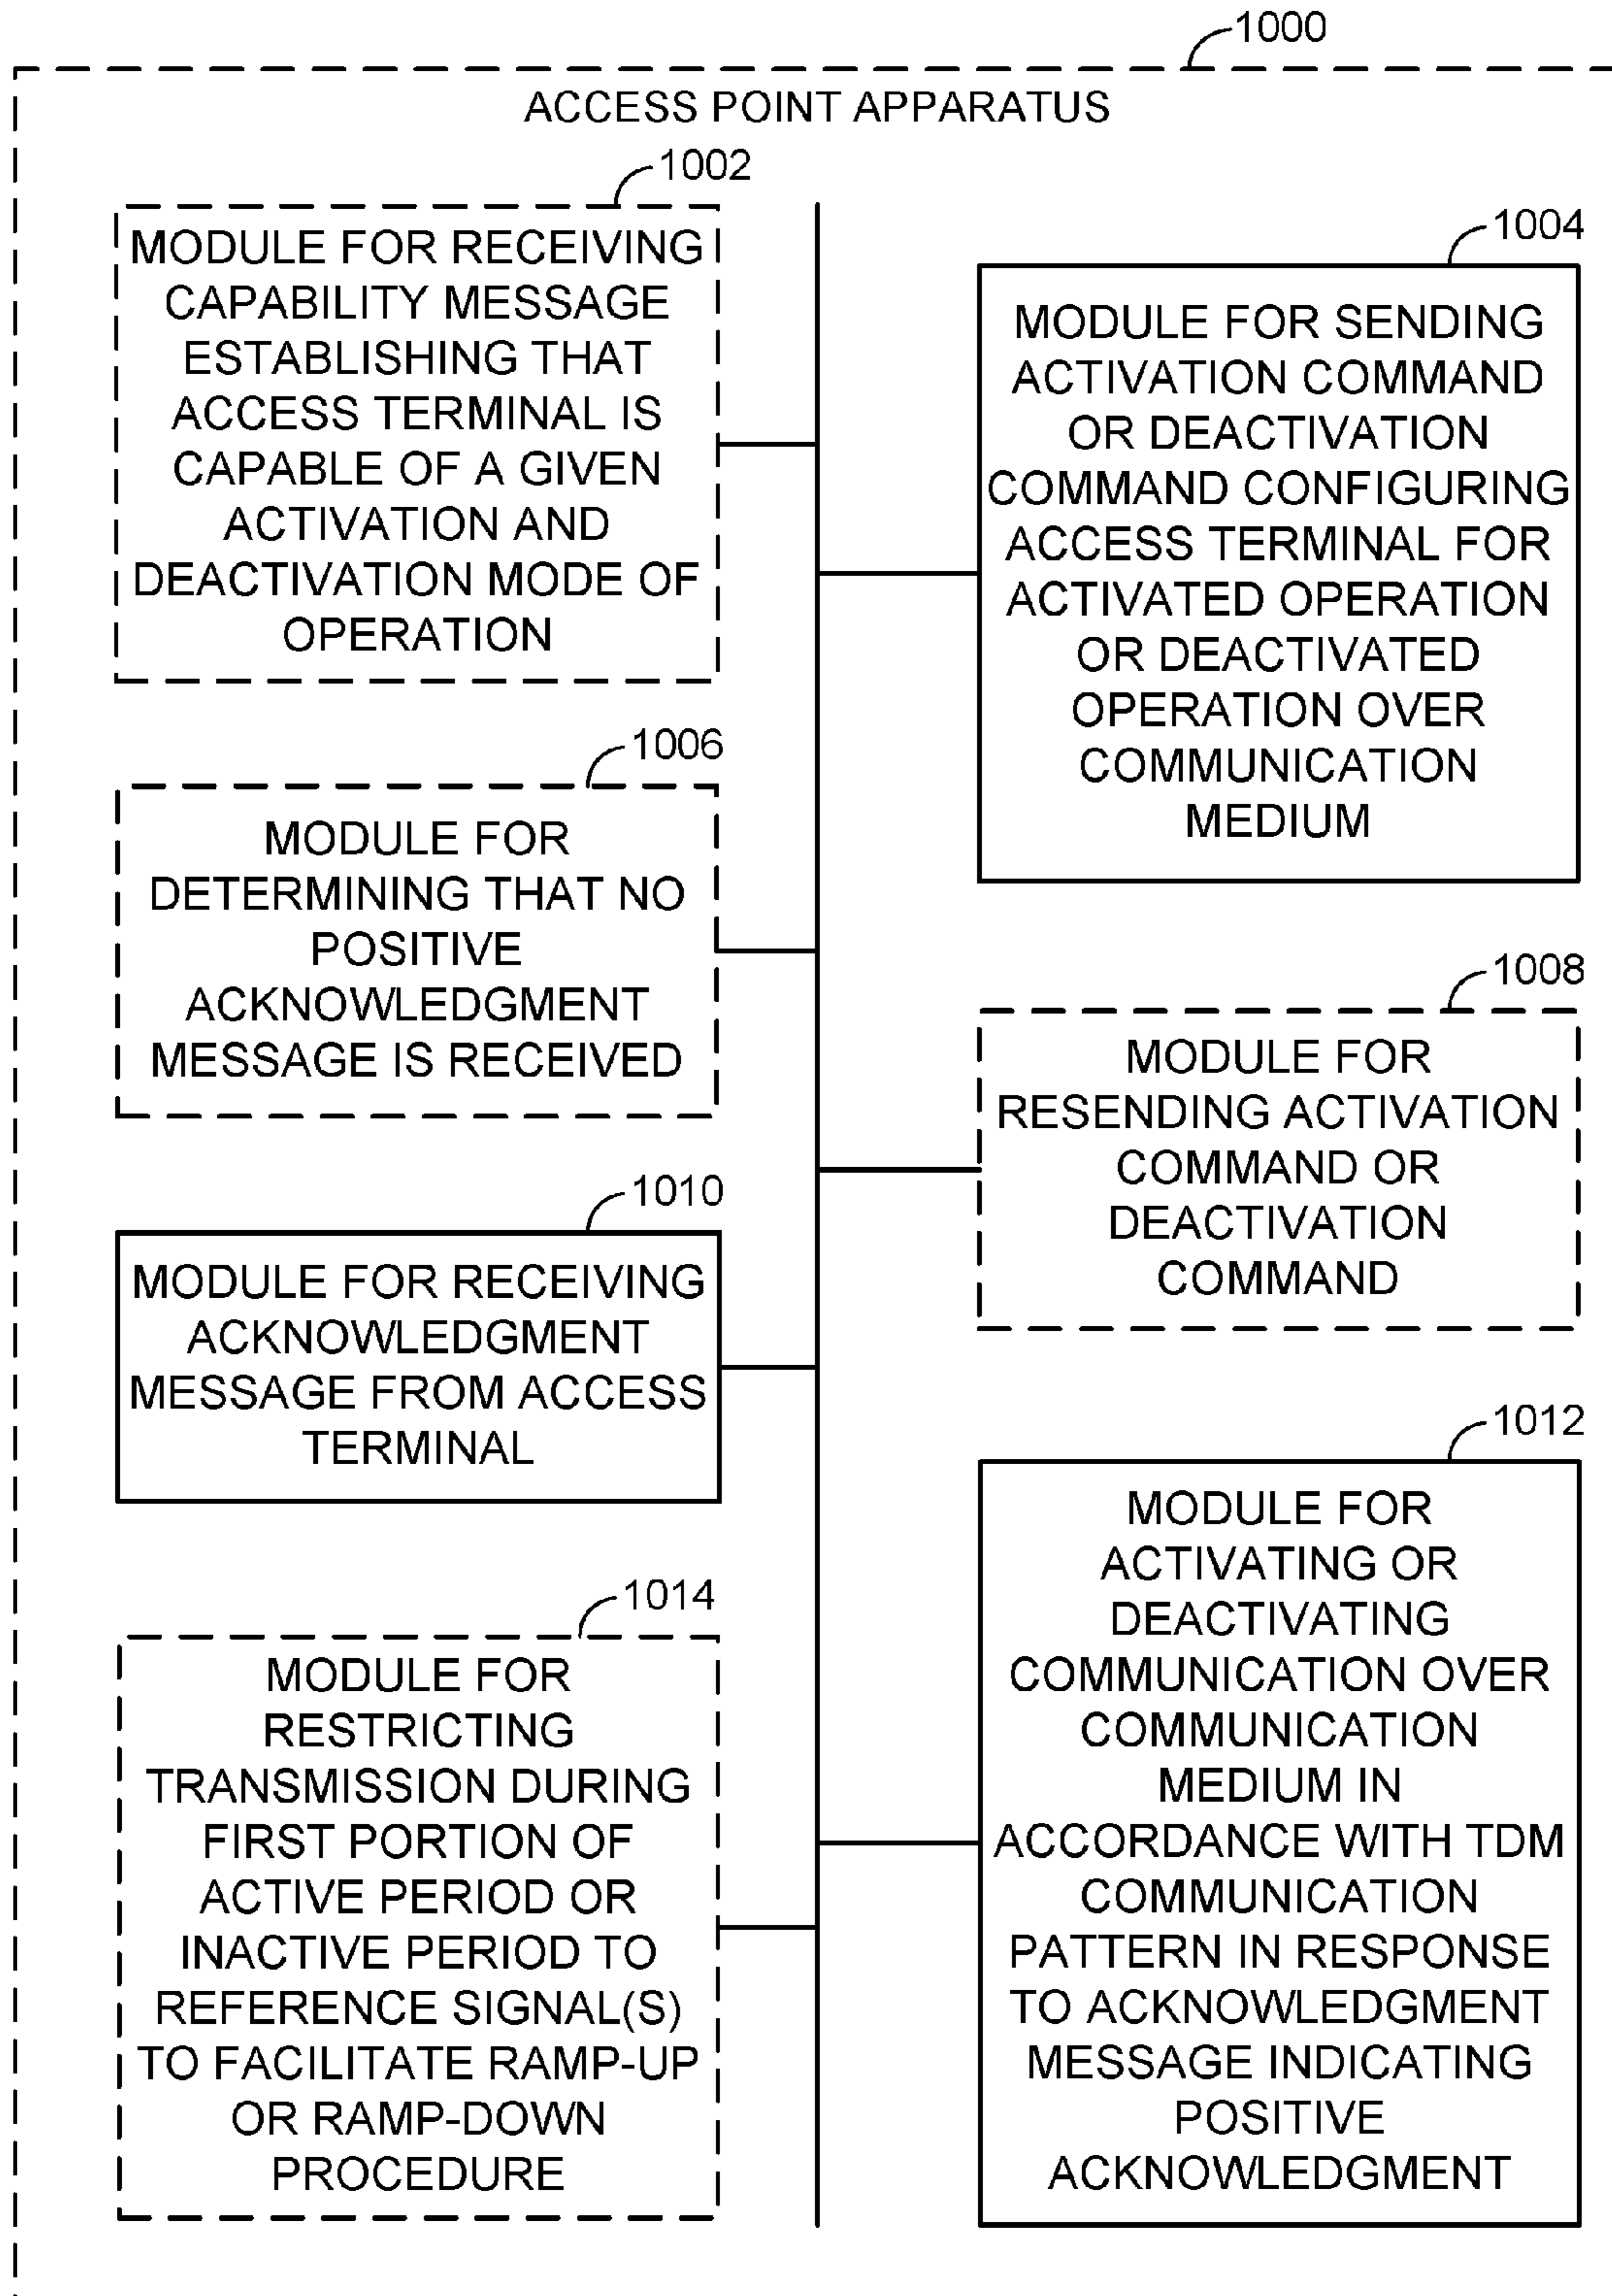 1000
ACCESS POINT APPARATUS
1002
MODULE FOR RECEIVING
CAPABILITY MESSAGE
ESTABLISHING THAT
ACCESS TERMINAL IS
CAPABLE OF A GIVEN
ACTIVATION AND
DEACTIVATION MODE OF
OPERATION
1004
MODULE FOR SENDING
ACTIVATION COMMAND
OR DEACTIVATION
COMMAND CONFIGURING
ACCESS TERMINAL FOR
ACTIVATED OPERATION
OR DEACTIVATED
OPERATION OVER
COMMUNICATION
MEDIUM
1006
MODULE FOR
DETERMINING THAT NO
POSITIVE
ACKNOWLEDGMENT
MESSAGE IS RECEIVED
1008
MODULE FOR
RESENDING ACTIVATION
COMMAND OR
DEACTIVATION
COMMAND
1010
MODULE FOR RECEIVING
ACKNOWLEDGMENT
MESSAGE FROM ACCESS
TERMINAL
1012
MODULE FOR
ACTIVATING OR
DEACTIVATING
COMMUNICATION OVER
COMMUNICATION
MEDIUM IN
ACCORDANCE WITH TDM
COMMUNICATION
PATTERN IN RESPONSE
TO ACKNOWLEDGMENT
MESSAGE INDICATING
POSITIVE
ACKNOWLEDGMENT
1014
MODULE FOR
RESTRICTING
TRANSMISSION DURING
FIRST PORTION OF
ACTIVE PERIOD OR
INACTIVE PERIOD TO
REFERENCE SIGNAL(S)
TO FACILITATE RAMP-UP
OR RAMP-DOWN
PROCEDURE